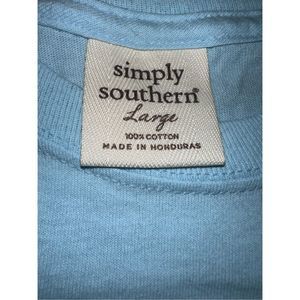 simply
southern®
Large
100% COTTON
MADE IN HONDURAS